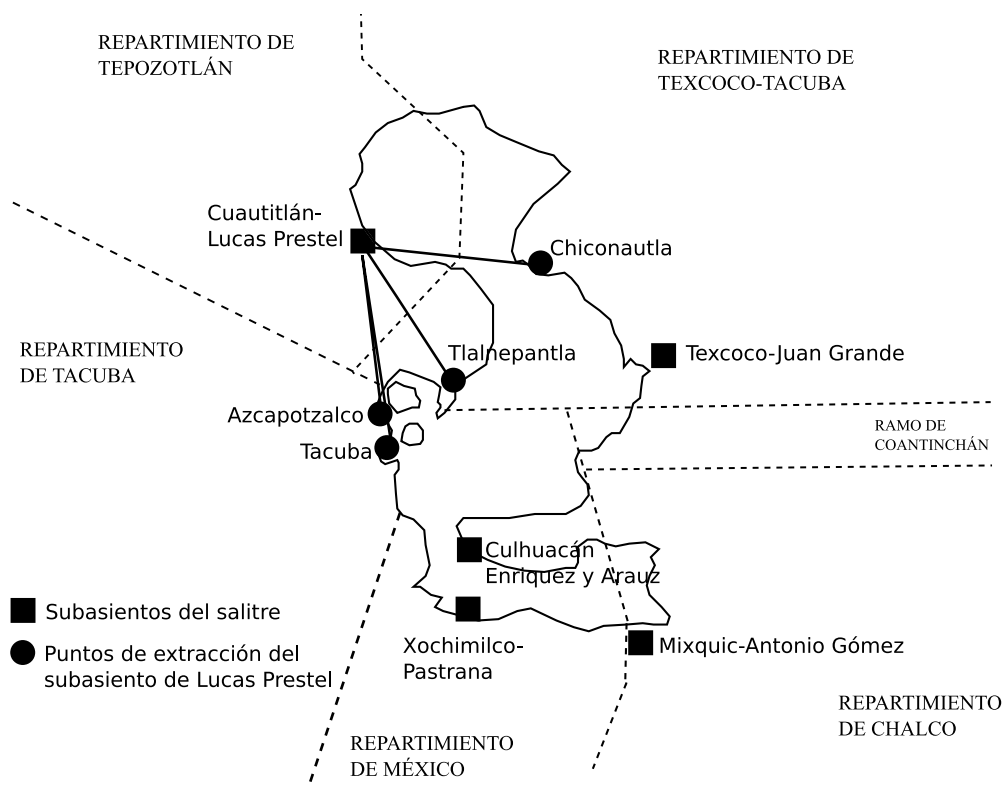 REPARTIMIENTO DE
TEPOZOTLÁN
REPARTIMIENTO DE
TEXCOCO-TACUBA
Cuautitlán-
Lucas Prestel
Chiconautla
REPARTIMIENTO
DE TACUBA
Tlalnepantla
Texcoco-Juan Grande
Azcapotzalco
Tacuba
RAMO DE
COANTINCHÁN
Culhuacán
Enriquez y Arauz
Subasientos del salitre
Puntos de extracción del
subasiento de Lucas Prestel
Xochimilco-
Pastrana
Mixquic-Antonio Gómez
REPARTIMIENTO
DE CHALCO
REPARTIMIENTO
DE MÉXICO